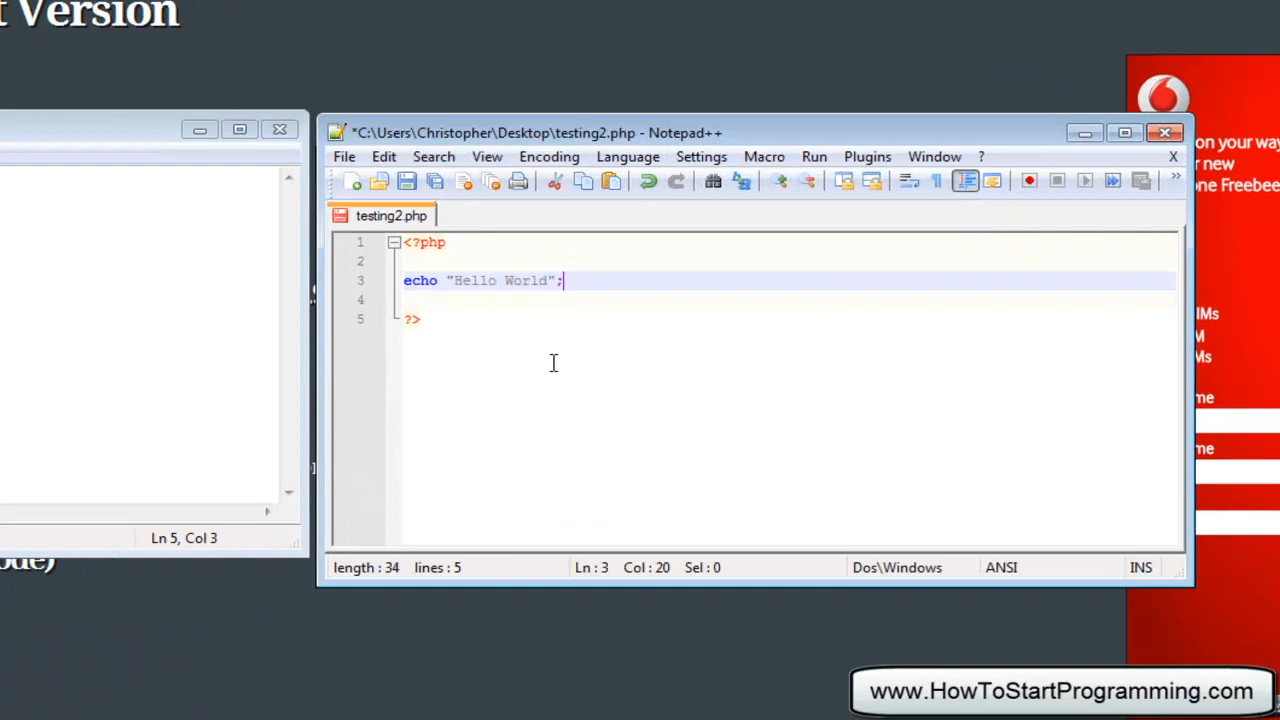 t Version
*C:\Users\Christopher\Desktop\testing2.php - Notepad++
File Edit Search View Encoding Language Settings Macro Run Plugins Window ? X
testing2.php
1 <?php
2
3 echo "Hello World";
4
5 ?>
length : 34 lines : 5 Ln : 3 Col : 20 Sel : 0 Dos\Windows ANSI INS
Ln 5, Col 3
ode)
on your way
r new
one Freebee
IMs
M
Ms
me
me
www.HowToStartProgramming.com